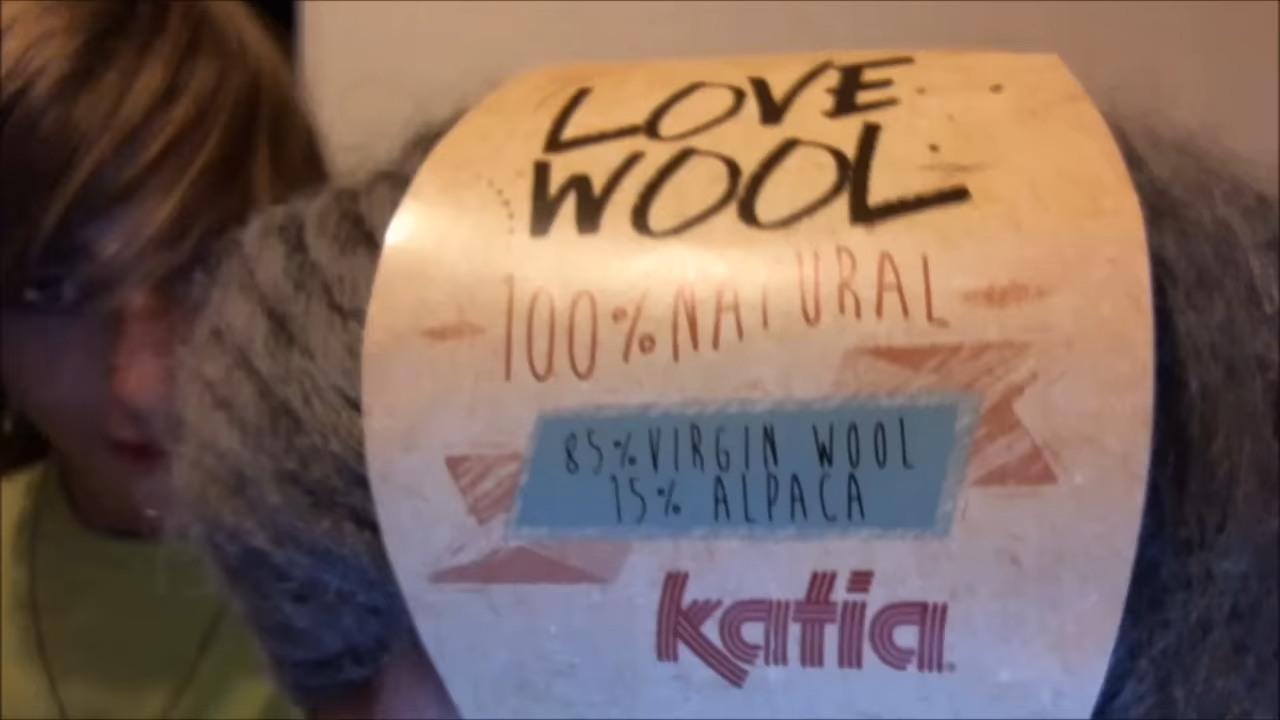 LOVE
WOOL
100% NATURAL
85% VIRGIN WOOL
15% ALPACA
katia